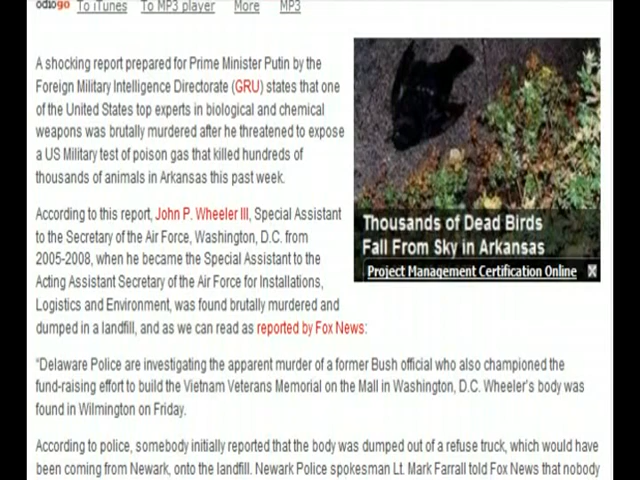 odiogo To iTunes To MP3 player More MP3
A shocking report prepared for Prime Minister Putin by the
Foreign Military Intelligence Directorate (GRU) states that one
of the United States top experts in biological and chemical
weapons was brutally murdered after he threatened to expose
a US Military test of poison gas that killed hundreds of
thousands of animals in Arkansas this past week.
Thousands of Dead Birds
Fall From Sky in Arkansas
Project Management Certification Online
According to this report, John P. Wheeler III, Special Assistant
to the Secretary of the Air Force, Washington, D.C. from
2005-2008, when he became the Special Assistant to the
Acting Assistant Secretary of the Air Force for Installations,
Logistics and Environment, was found brutally murdered and
dumped in a landfill, and as we can read as reported by Fox News:
“Delaware Police are investigating the apparent murder of a former Bush official who also championed the
fund-raising effort to build the Vietnam Veterans Memorial on the Mall in Washington, D.C. Wheeler's body was
found in Wilmington on Friday.
According to police, somebody initially reported that the body was dumped out of a refuse truck, which would have
been coming from Newark, onto the landfill. Newark Police spokesman Lt. Mark Farrall told Fox News that nobody